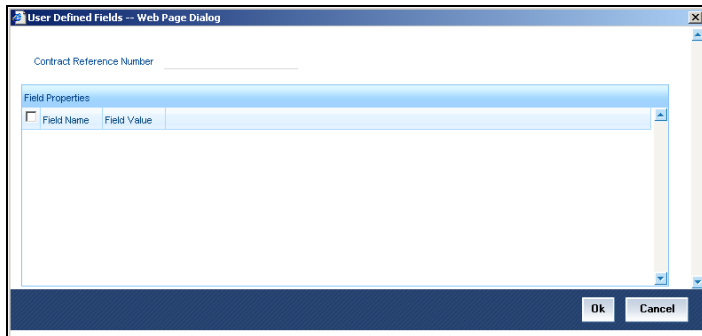 User Defined Fields -- Web Page Dialog
Contract Reference Number
Field Properties
Field Name Field Value
Ok Cancel